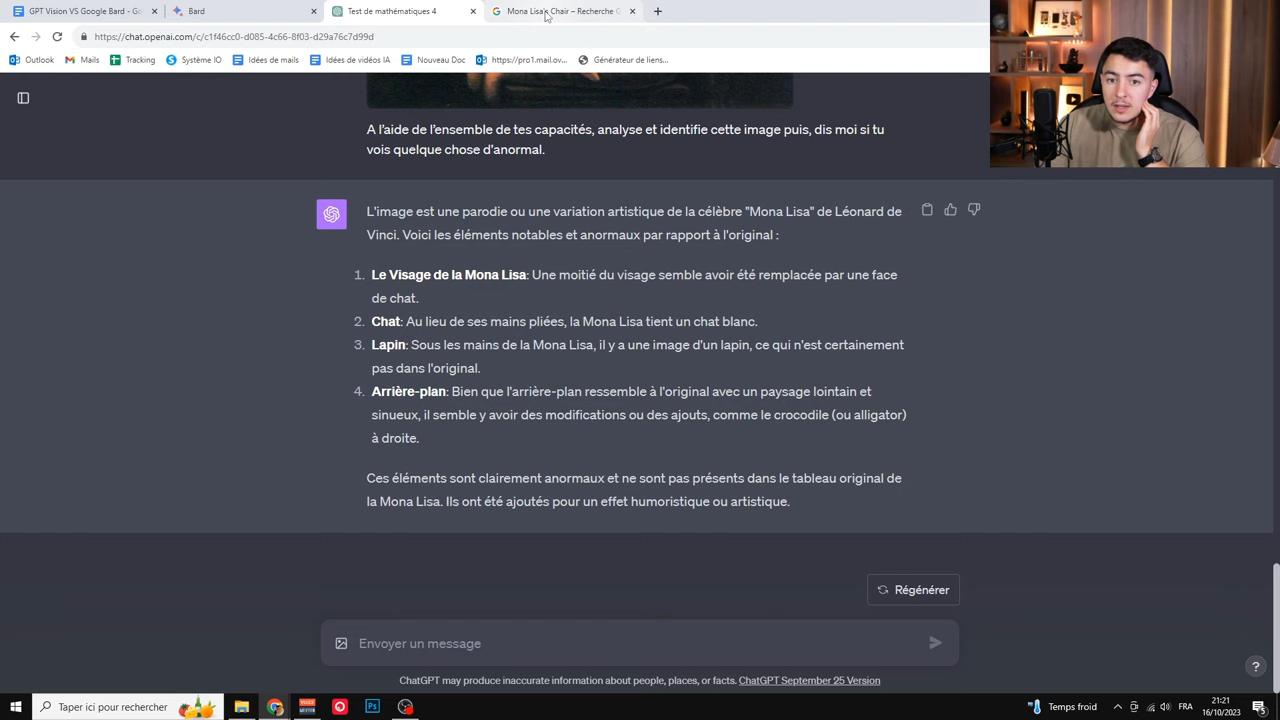 GPT Vision VS Google Bard - Go
Bard
Test de mathématiques 4
Mona Lisa's Chair – Recherche G
https://chat.openai.com/c/c1f46cc0-d085-4c66-8f03-d29a76c7d99d
Outlook
Mails
Tracking
Système IO
Idées de mails
Idées de vidéos IA
Nouveau Doc
https://pro1.mail.ov...
Générateur de liens...
A l'aide de l'ensemble de tes capacités, analyse et identifie cette image puis, dis moi si tu
vois quelque chose d'anormal.
L'image est une parodie ou une variation artistique de la célèbre "Mona Lisa" de Léonard de
Vinci. Voici les éléments notables et anormaux par rapport à l'original :
1. Le Visage de la Mona Lisa: Une moitié du visage semble avoir été remplacée par une face
de chat.
2. Chat: Au lieu de ses mains pliées, la Mona Lisa tient un chat blanc.
3. Lapin: Sous les mains de la Mona Lisa, il y a une image d'un lapin, ce qui n'est certainement
pas dans l'original.
4. Arrière-plan: Bien que l'arrière-plan ressemble à l'original avec un paysage lointain et
sinueux, il semble y avoir des modifications ou des ajouts, comme le crocodile (ou alligator)
à droite.
Ces éléments sont clairement anormaux et ne sont pas présents dans le tableau original de
la Mona Lisa. Ils ont été ajoutés pour un effet humoristique ou artistique.
Régénérer
Envoyer un message
ChatGPT may produce inaccurate information about people, places, or facts. ChatGPT September 25 Version
?
Taper ici pour rechercher
Ps
Temps froid
FRA
21:21
16/10/2023
5